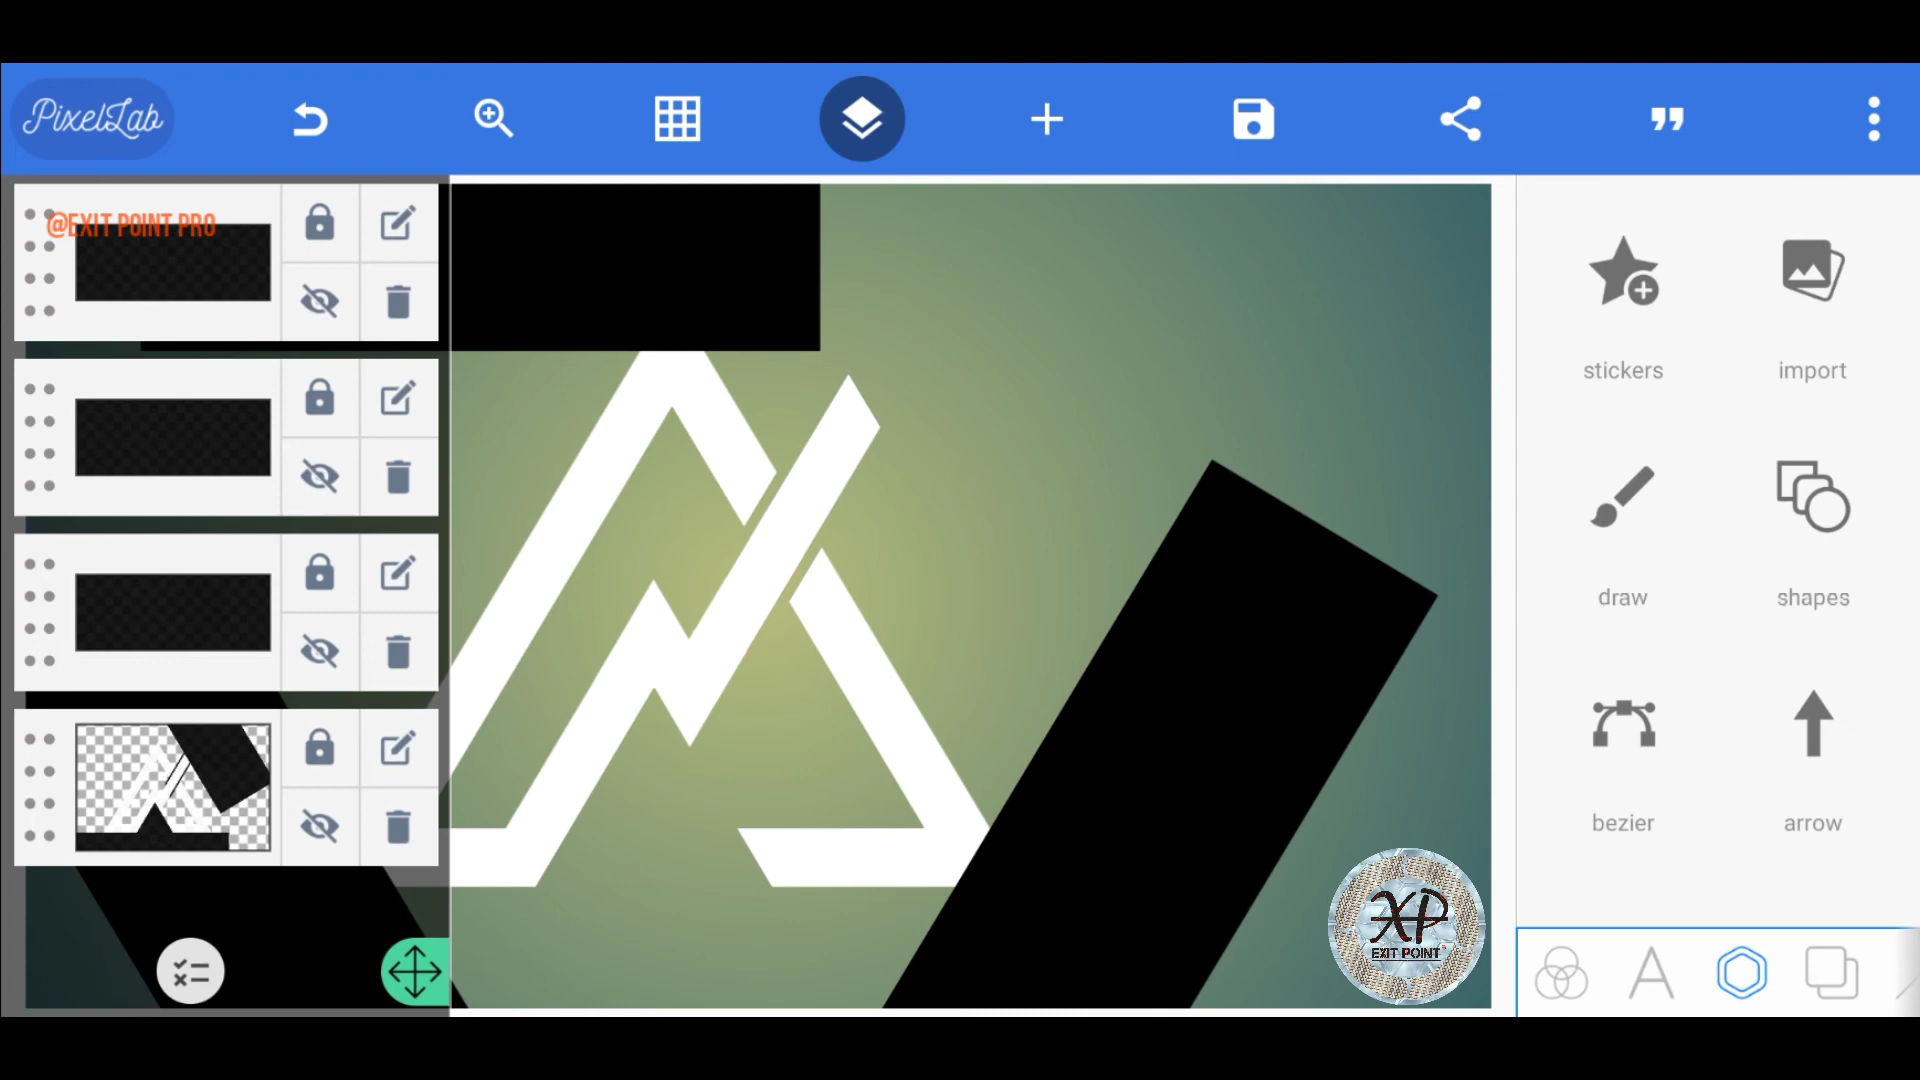 PixelLab
@EXIT POINT PRO
stickers
import
draw
shapes
bezier
arrow
XP
EXIT POINT